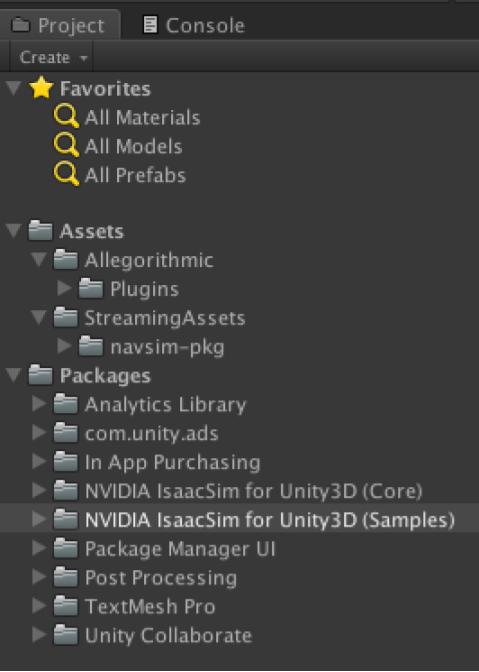 Project Console
Create
Favorites
All Materials
All Models
All Prefabs
Assets
Allegorithmic
Plugins
StreamingAssets
navsim-pkg
Packages
Analytics Library
com.unity.ads
In App Purchasing
NVIDIA IsaacSim for Unity3D (Core)
NVIDIA IsaacSim for Unity3D (Samples)
Package Manager UI
Post Processing
TextMesh Pro
Unity Collaborate